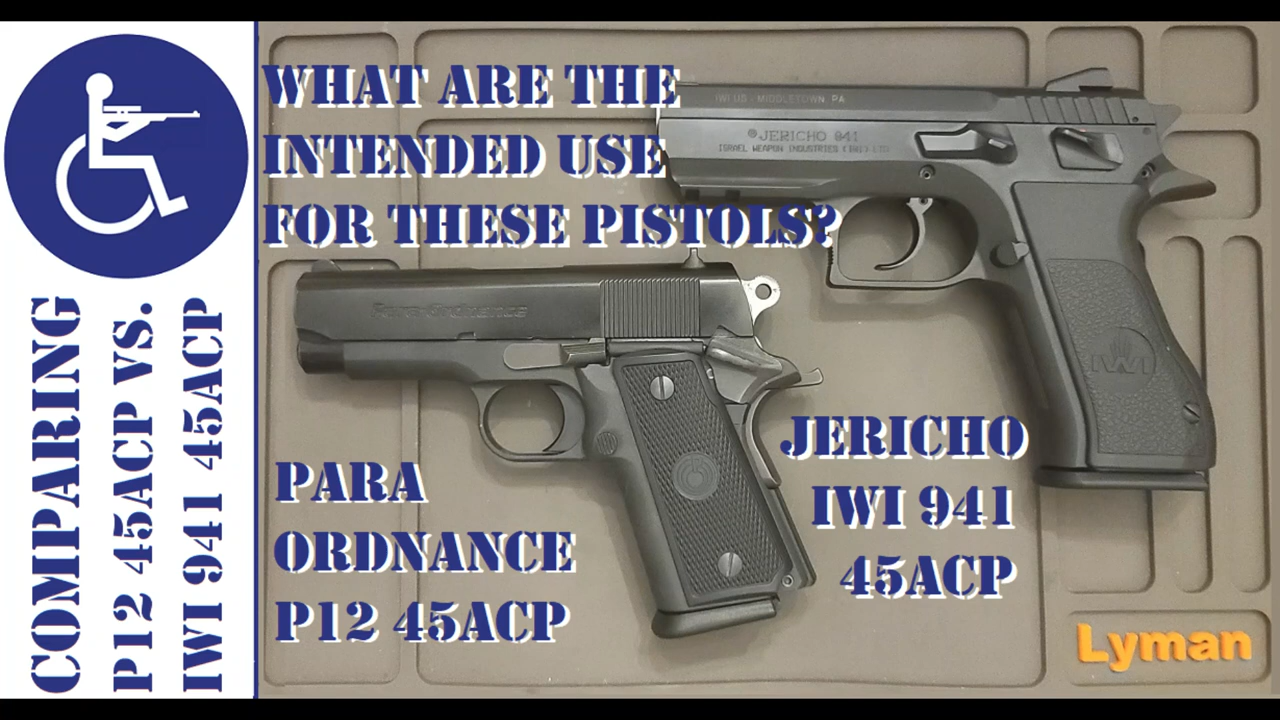 COMPARING
P12 45ACP VS.
IWI 941 45ACP
WHAT ARE THE
INTENDED USE
FOR THESE PISTOLS?
IWI US - MIDDLETOWN, PA
JERICHO 941
ISRAEL WEAPON INDUSTRIES (IWI) LTD
Para-Ordnance
IWI
PARA
ORDNANCE
P12 45ACP
JERICHO
IWI 941
45ACP
Lyman